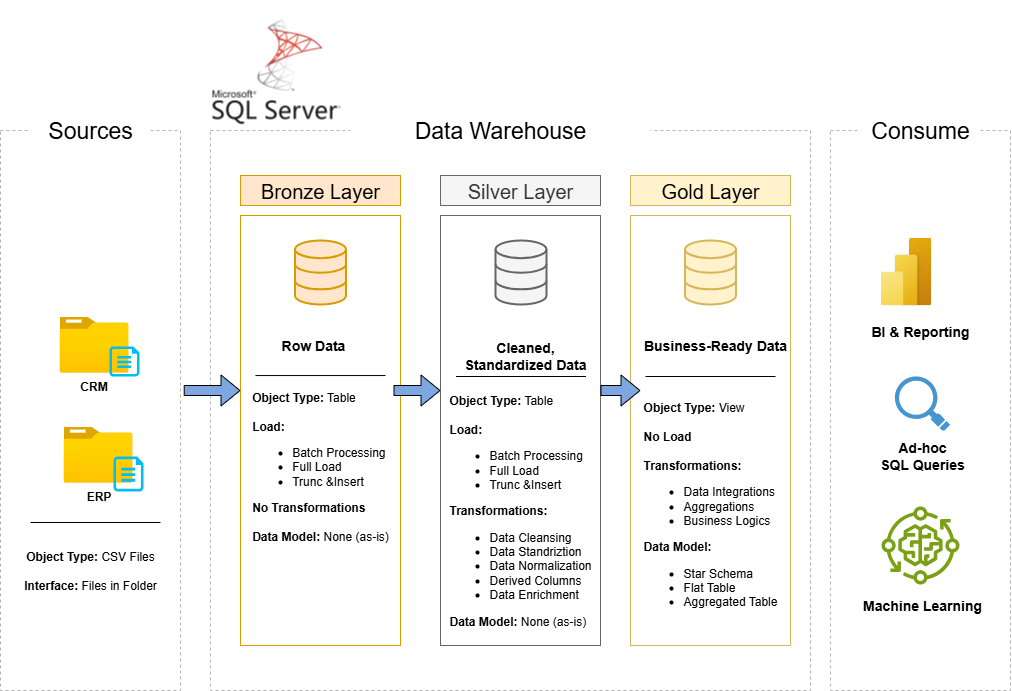 Microsoft®
SQL Server®
Sources
CRM
ERP
Object Type: CSV Files
Interface: Files in Folder
Data Warehouse
Bronze Layer
Row Data
Object Type: Table
Load:
• Batch Processing
• Full Load
• Trunc &Insert
No Transformations
Data Model: None (as-is)
Silver Layer
Cleaned,
Standardized Data
Object Type: Table
Load:
• Batch Processing
• Full Load
• Trunc &Insert
Transformations:
• Data Cleansing
• Data Standriztion
• Data Normalization
• Derived Columns
• Data Enrichment
Data Model: None (as-is)
Gold Layer
Business-Ready Data
Object Type: View
No Load
Transformations:
• Data Integrations
• Aggregations
• Business Logics
Data Model:
• Star Schema
• Flat Table
• Aggregated Table
Consume
BI & Reporting
Ad-hoc
SQL Queries
Machine Learning